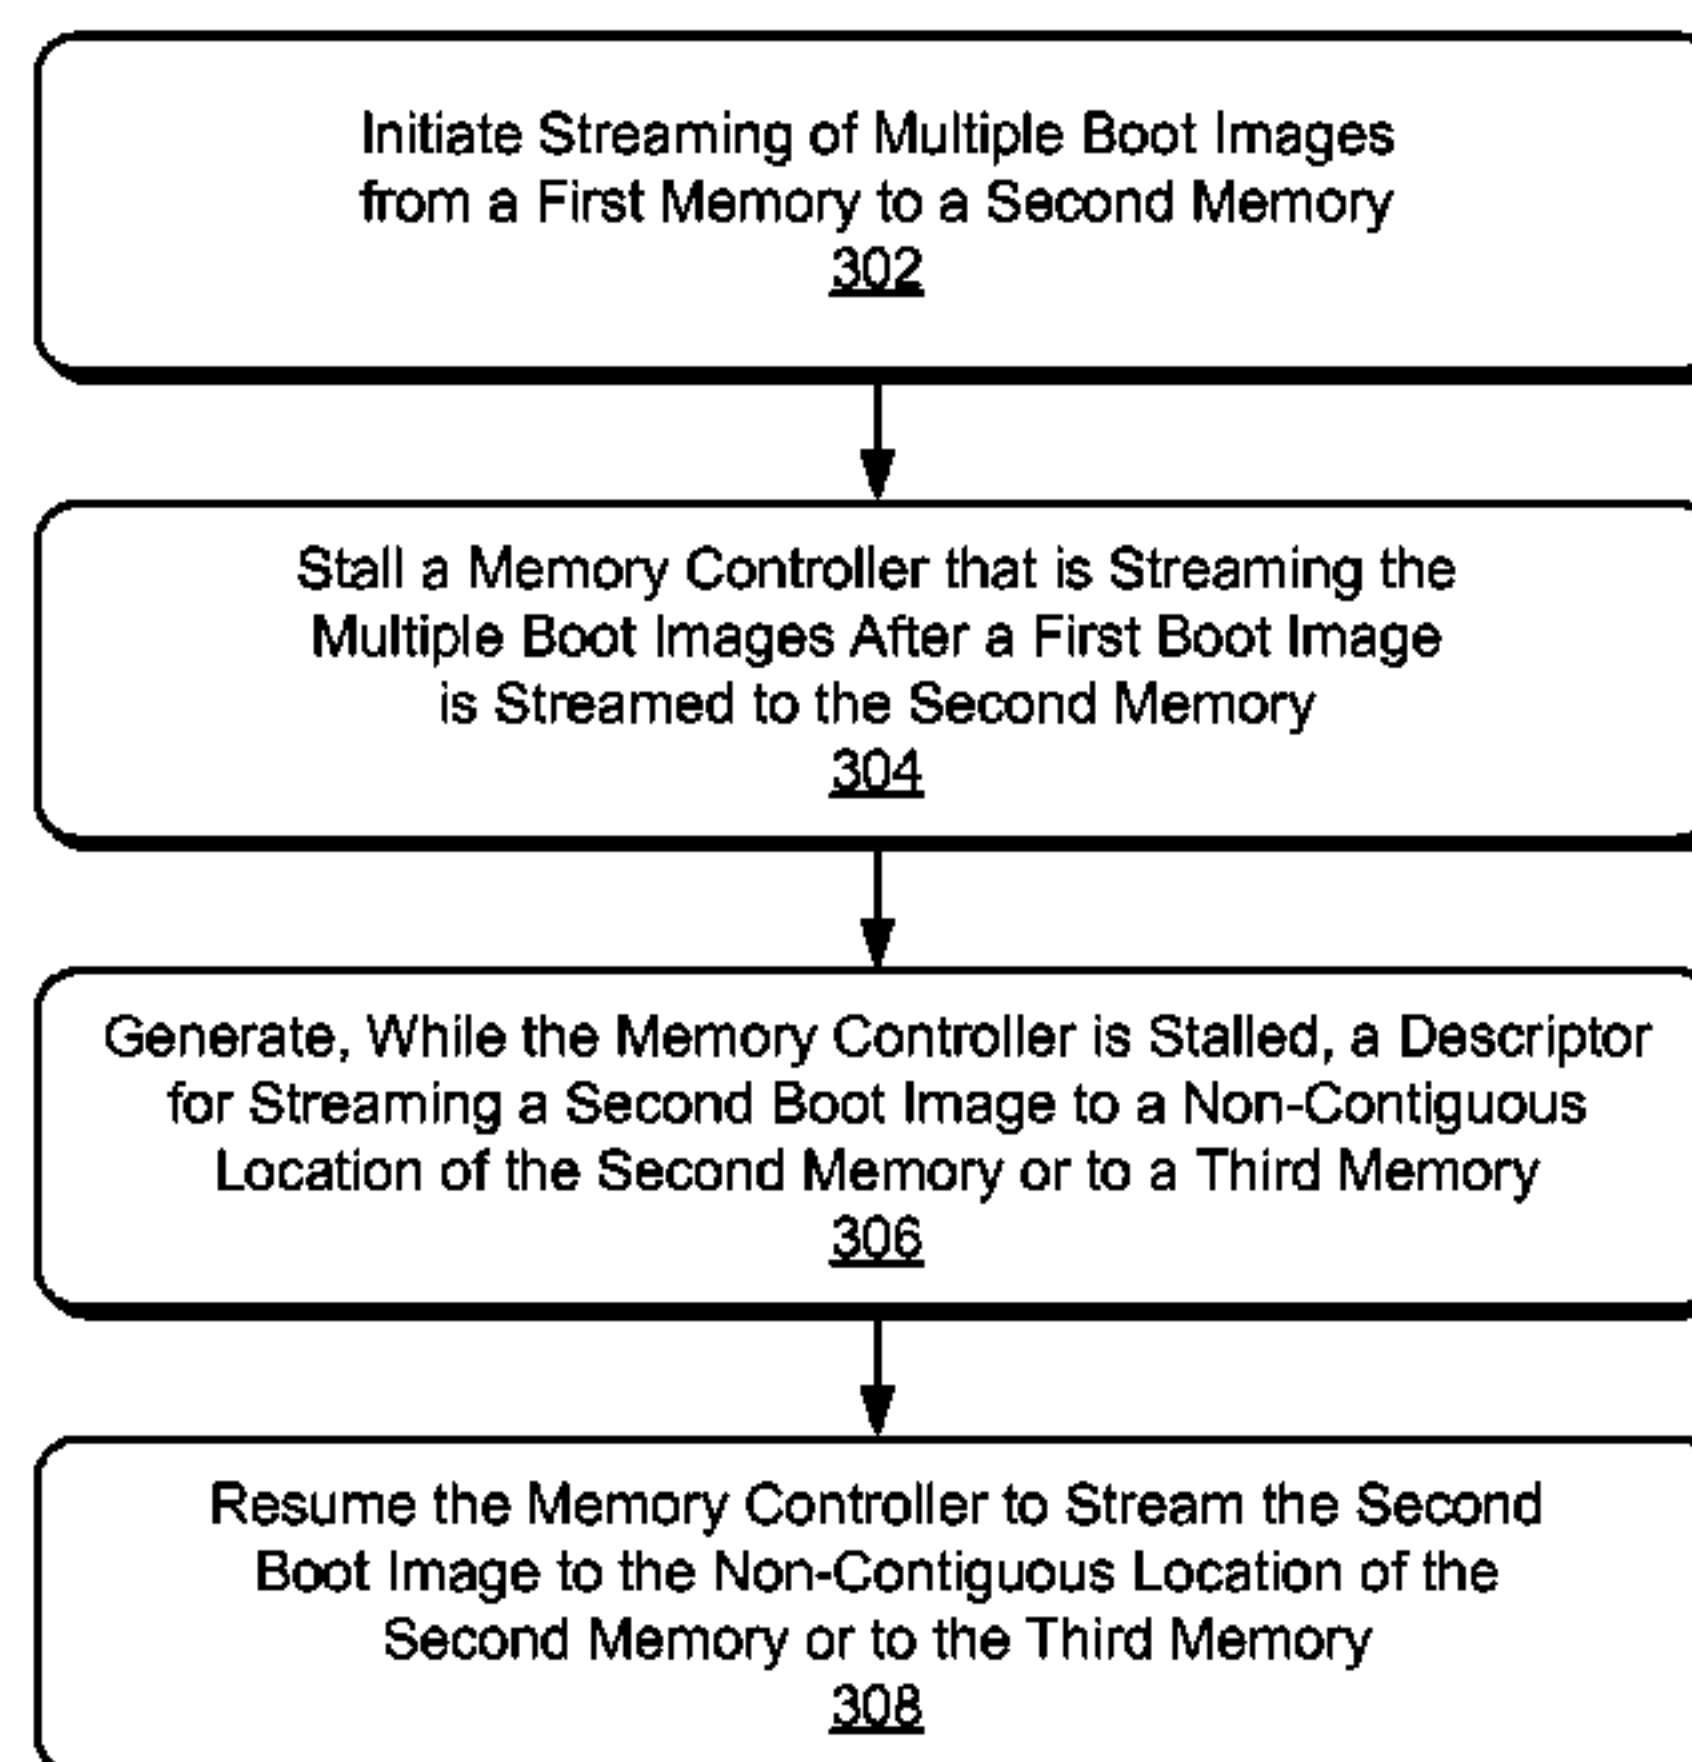 Initiate Streaming of Multiple Boot Images
from a First Memory to a Second Memory
302
Stall a Memory Controller that is Streaming the
Multiple Boot Images After a First Boot Image
is Streamed to the Second Memory
304
Generate, While the Memory Controller is Stalled, a Descriptor
for Streaming a Second Boot Image to a Non-Contiguous
Location of the Second Memory or to a Third Memory
306
Resume the Memory Controller to Stream the Second
Boot Image to the Non-Contiguous Location of the
Second Memory or to the Third Memory
308